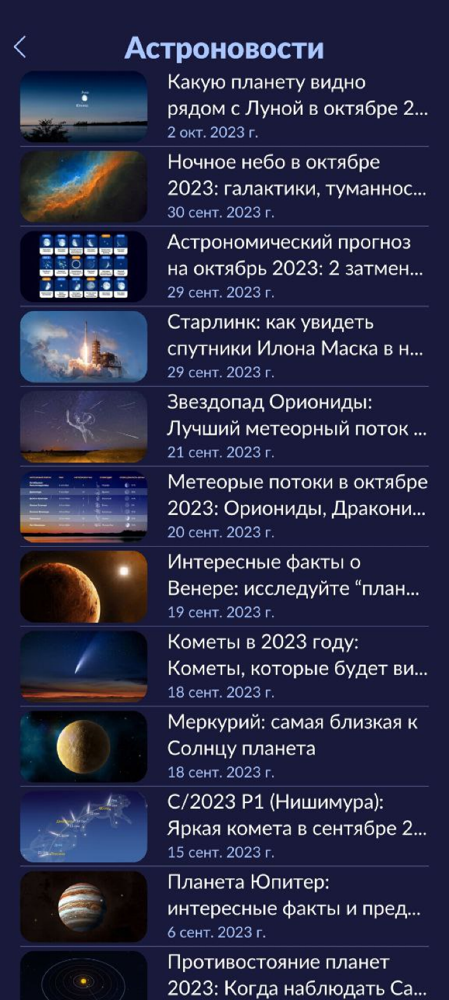 Астроновости
Какую планету видно
рядом с Луной в октябре 2...
2 окт. 2023 г.
Ночное небо в октябре
2023: галактики, туманнос...
30 сент. 2023 г.
Астрономический прогноз
на октябрь 2023: 2 затмен...
29 сент. 2023 г.
Старлинк: как увидеть
спутники Илона Маска в н...
29 сент. 2023 г.
Звездопад Ориониды:
Лучший метеорный поток ...
21 сент. 2023 г.
Метеорые потоки в октябре
2023: Ориониды, Дракони...
20 сент. 2023 г.
Интересные факты о
Венере: исследуйте “план...
19 сент. 2023 г.
Кометы в 2023 году:
Кометы, которые будет ви...
18 сент. 2023 г.
Меркурий: самая близкая к
Солнцу планета
18 сент. 2023 г.
C/2023 P1 (Нишимура):
Яркая комета в сентябре 2...
15 сент. 2023 г.
Планета Юпитер:
интересные факты и пред...
6 сент. 2023 г.
Противостояние планет
2023: Когда наблюдать Са...